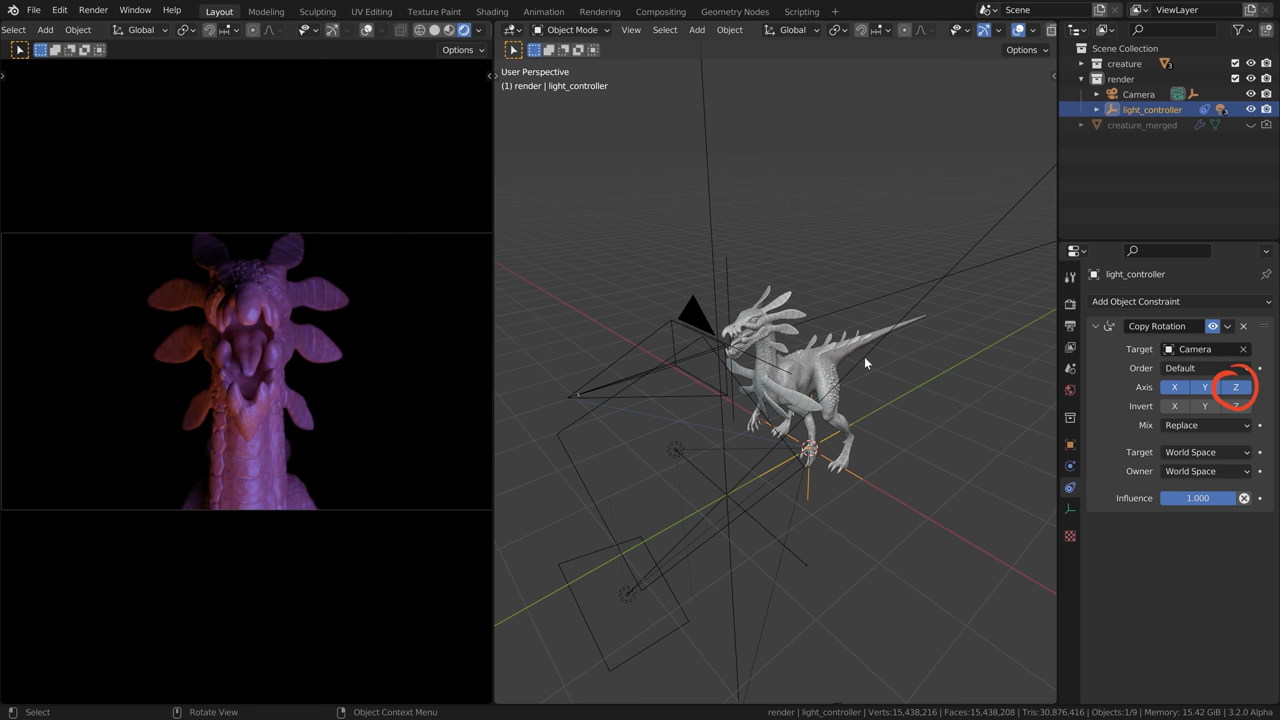 File Edit Render Window Help Layout Modeling Sculpting UV Editing Texture Paint Shading Animation Rendering Compositing Geometry Nodes Scripting + Scene ViewLayer
Select Add Object Global
Object Mode View Select Add Object Global
Options
Options
User Perspective
(1) render | light_controller
Scene Collection
creature 3
render
Camera
light_controller 3
creature_merged
light_controller
Add Object Constraint
Copy Rotation
Target Camera
Order Default
Axis X Y Z
Invert X Y Z
Mix Replace
Target World Space
Owner World Space
Influence 1.000
Select Rotate View Object Context Menu render | light_controller | Verts:15,438,216 | Faces:15,438,208 | Tris:30,876,416 | Objects:1/9 | Memory: 15.42 GiB | 3.2.0 Alpha